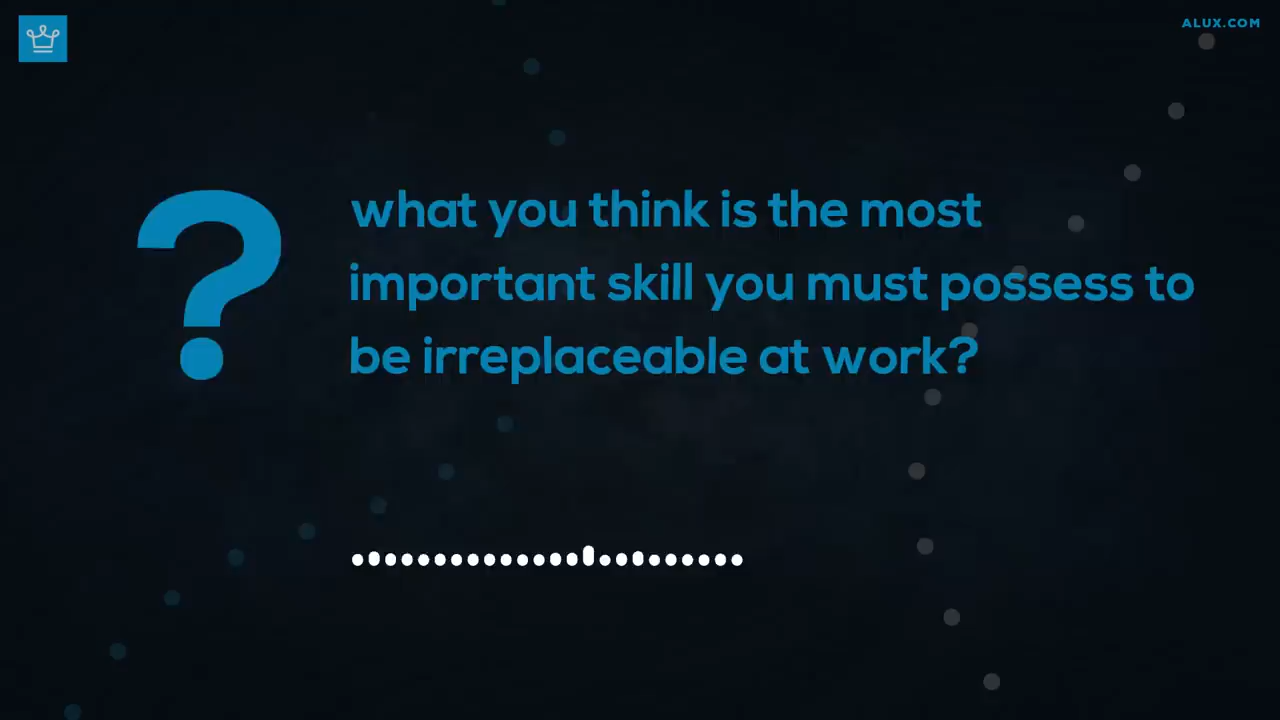 ALUX.COM
what you think is the most
important skill you must possess to
be irreplaceable at work?